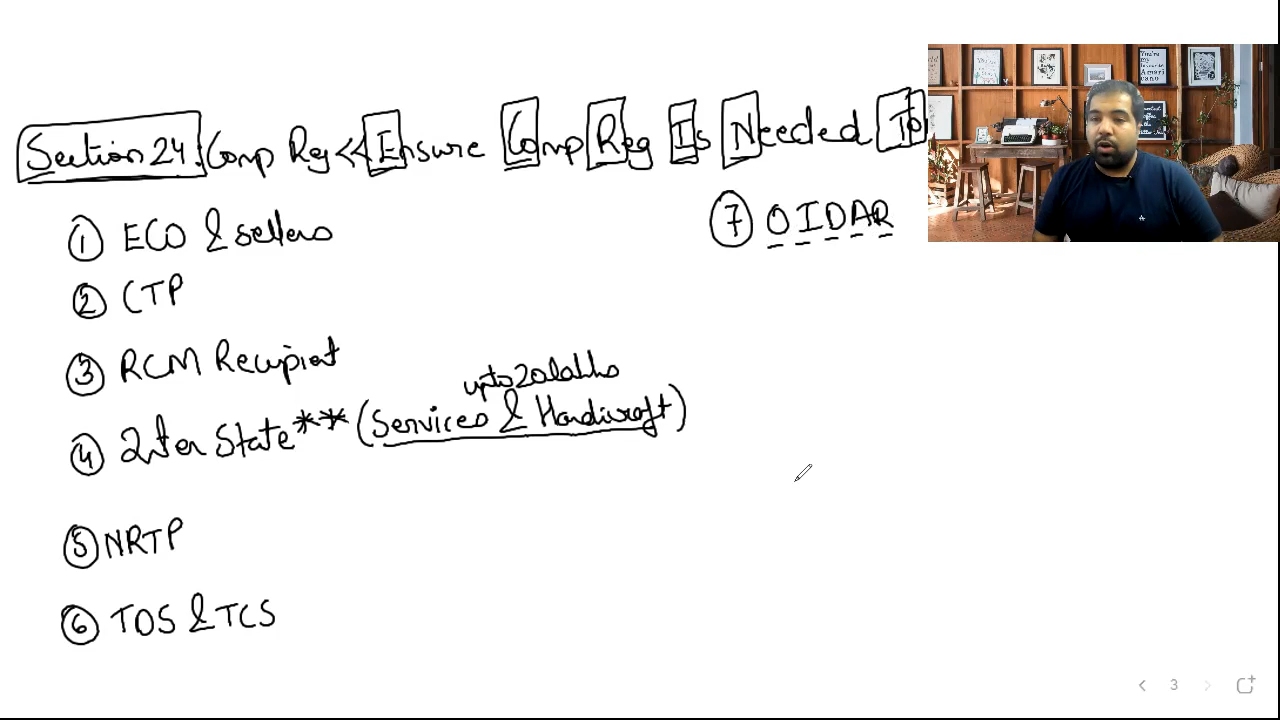 Section 24: Comp Reg << Ensure Comp Reg Is Needed To
① ECO & sellers
② CTP
③ RCM Recipient
upto 20 lakhs
④ Inter State** (Services & Handicraft)
⑤ NRTP
⑥ TDS & TCS
⑦ OIDAR
3